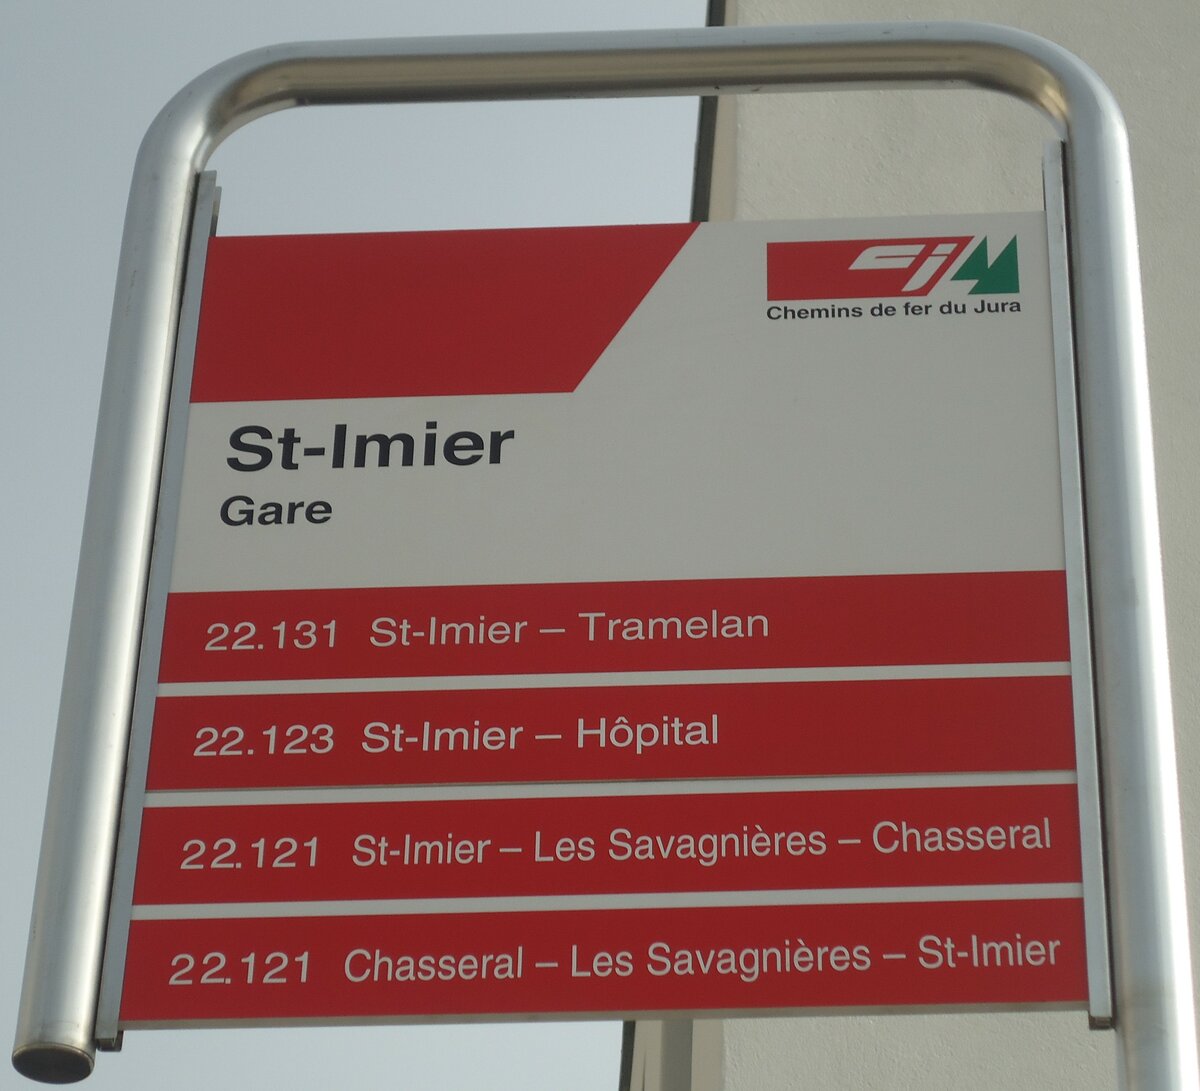 cj
Chemins de fer du Jura
St-Imier
Gare
22.131 St-Imier – Tramelan
22.123 St-Imier – Hôpital
22.121 St-Imier – Les Savagnières – Chasseral
22.121 Chasseral – Les Savagnières – St-Imier